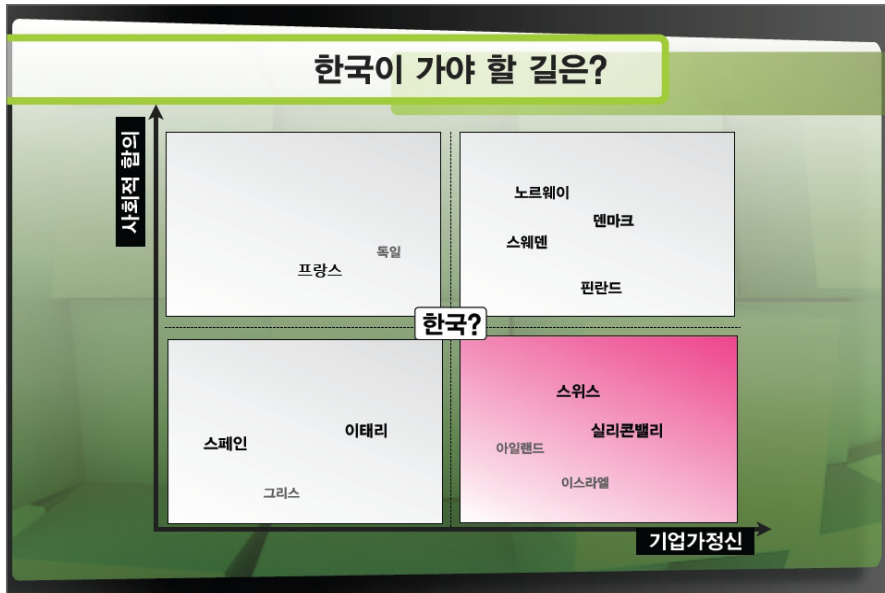 한국이 가야 할 길은?
사회적 합의
노르웨이
덴마크
스웨덴
독일
프랑스
핀란드
한국?
스위스
이태리
실리콘밸리
스페인
아일랜드
이스라엘
그리스
기업가정신